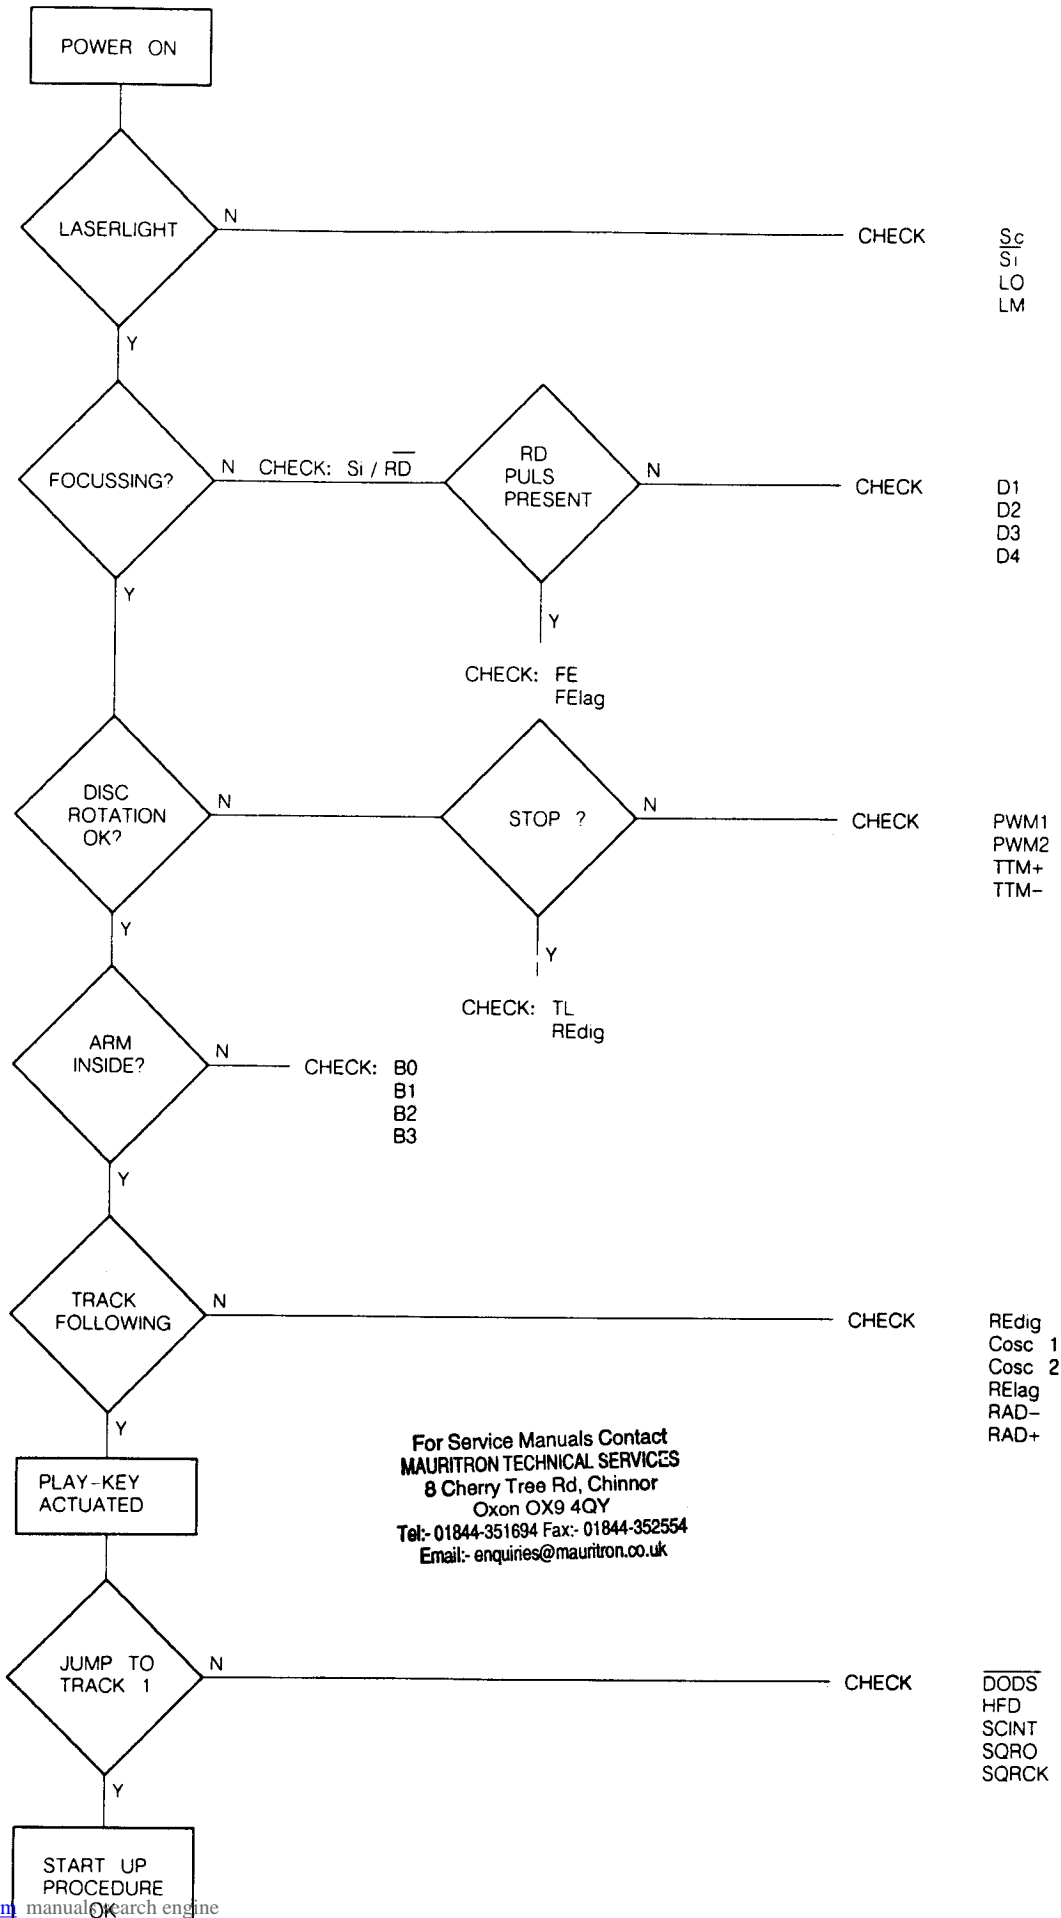 POWER ON
LASERLIGHT
N
CHECK
Sc
S̅i̅
LO
LM
Y
FOCUSSING?
N CHECK: Si / R̅D̅
RD
PULS
PRESENT
N
CHECK
D1
D2
D3
D4
Y
Y
CHECK: FE
FElag
DISC
ROTATION
OK?
N
STOP ?
N
CHECK
PWM1
PWM2
TTM+
TTM-
Y
Y
CHECK: TL
REdig
ARM
INSIDE?
N
CHECK: B0
B1
B2
B3
Y
TRACK
FOLLOWING
N
CHECK
REdig
Cosc 1
Cosc 2
RElag
RAD-
RAD+
Y
For Service Manuals Contact
MAURITRON TECHNICAL SERVICES
8 Cherry Tree Rd, Chinnor
Oxon OX9 4QY
Tel:- 01844-351694 Fax:- 01844-352554
Email:- enquiries@mauritron.co.uk
PLAY-KEY
ACTUATED
JUMP TO
TRACK 1
N
CHECK
D̅O̅D̅S̅
HFD
SCINT
SQRO
SQRCK
Y
START UP
PROCEDURE
OK
m manuals search engine